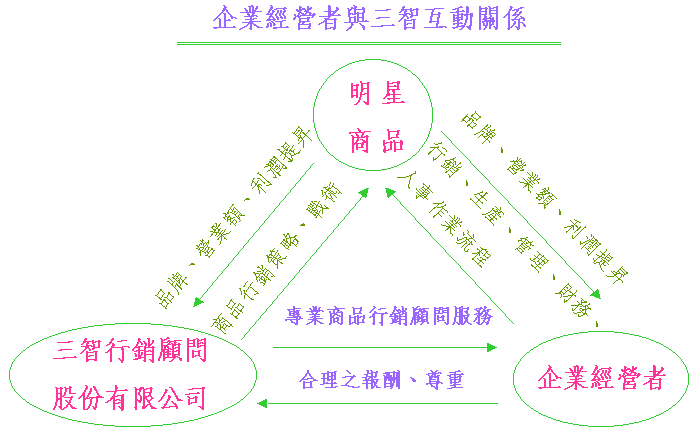 企業經營者與三智互動關係
明星
商品
品牌、營業額、利潤提昇
商品行銷策略、戰術
品牌、營業額、利潤提昇
行銷、生產、管理、財務、
人事作業流程
專業商品行銷顧問服務
合理之報酬、尊重
三智行銷顧問
股份有限公司
企業經營者